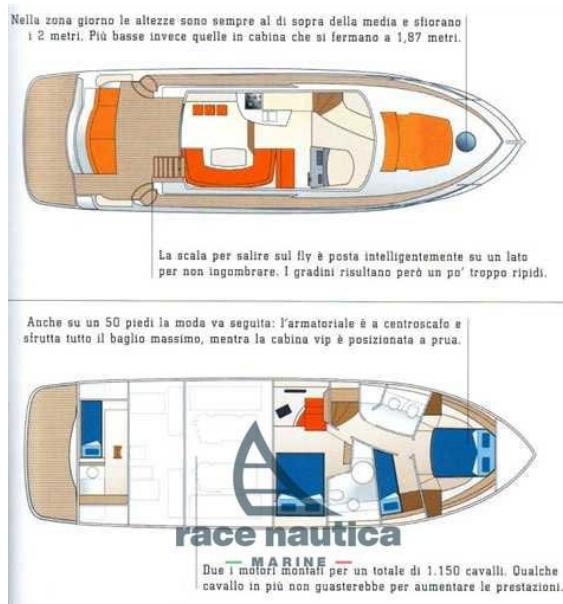 Nella zona giorno le altezze sono sempre al di sopra della media e sfiorano
i 2 metri. Più basse invece quelle in cabina che si fermano a 1,87 metri.
La scala per salire sul fly è posta intelligentemente su un lato
per non ingombrare. I gradini risultano però un po' troppo ripidi.
Anche su un 50 piedi la moda va seguita: l'armatoriale è a centroscafo e
sfrutta tutto il baglio massimo, mentra la cabina vip è posizionata a prua.
race nautica
MARINE
Due i motori montati per un totale di 1.150 cavalli. Qualche
cavallo in più non guasterebbe per aumentare le prestazioni.